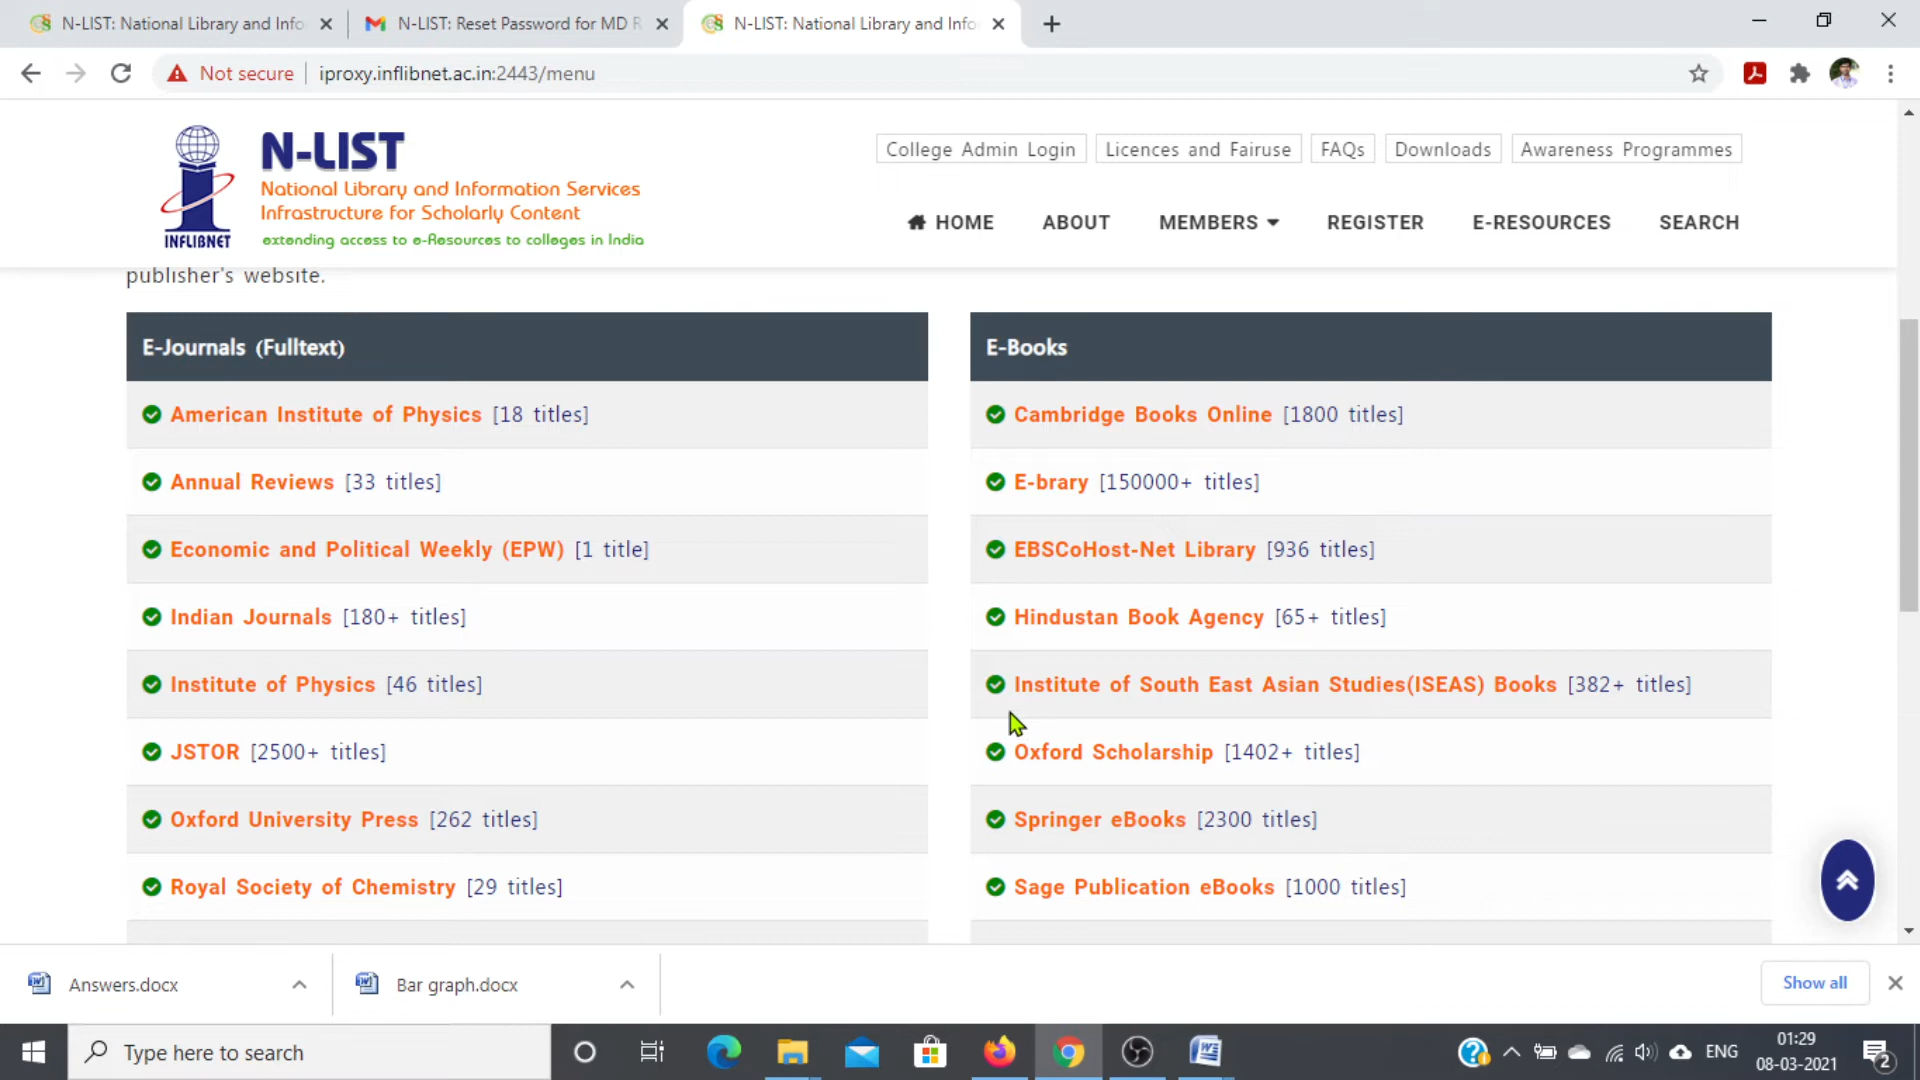 N-LIST: National Library and Info
N-LIST: Reset Password for MD R
N-LIST: National Library and Info
Not secure
iproxy.inflibnet.ac.in:2443/menu
INFLIBNET
N-LIST
National Library and Information Services
Infrastructure for Scholarly Content
extending access to e-Resources to colleges in India
College Admin Login
Licences and Fairuse
FAQs
Downloads
Awareness Programmes
HOME
ABOUT
MEMBERS
REGISTER
E-RESOURCES
SEARCH
publisher's website.
E-Journals (Fulltext)
American Institute of Physics [18 titles]
Annual Reviews [33 titles]
Economic and Political Weekly (EPW) [1 title]
Indian Journals [180+ titles]
Institute of Physics [46 titles]
JSTOR [2500+ titles]
Oxford University Press [262 titles]
Royal Society of Chemistry [29 titles]
E-Books
Cambridge Books Online [1800 titles]
E-brary [150000+ titles]
EBSCoHost-Net Library [936 titles]
Hindustan Book Agency [65+ titles]
Institute of South East Asian Studies(ISEAS) Books [382+ titles]
Oxford Scholarship [1402+ titles]
Springer eBooks [2300 titles]
Sage Publication eBooks [1000 titles]
Answers.docx
Bar graph.docx
Show all
Type here to search
ENG
01:29
08-03-2021
2